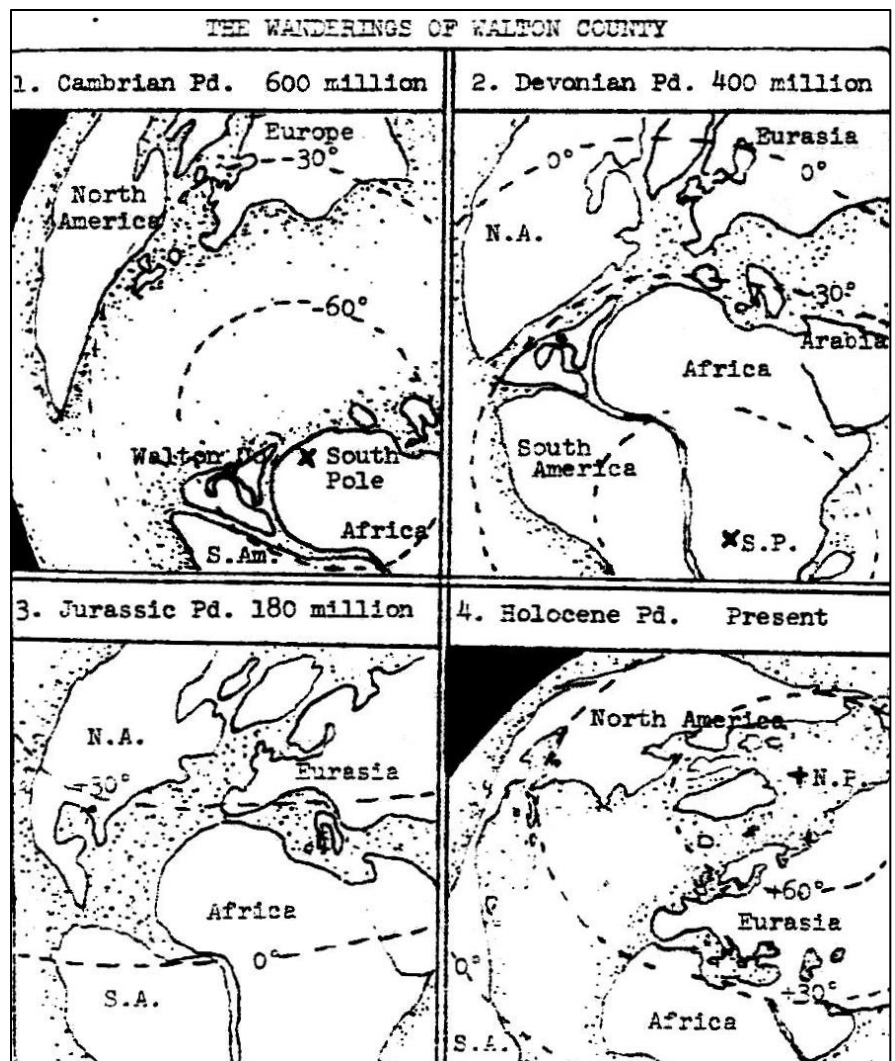 THE WANDERINGS OF WALTON COUNTY
1. Cambrian Pd. 600 million
Europe
-30°
North
America
-60°
Walton Co.
South
Pole
Africa
S.Am.
2. Devonian Pd. 400 million
Eurasia
0°
0°
N.A.
-30°
Arabia
Africa
South
America
S.P.
3. Jurassic Pd. 180 million
N.A.
+30°
Eurasia
Africa
0°
S.A.
4. Holocene Pd. Present
North America
N.P.
+60°
Eurasia
0°
+30°
Africa
S.A.